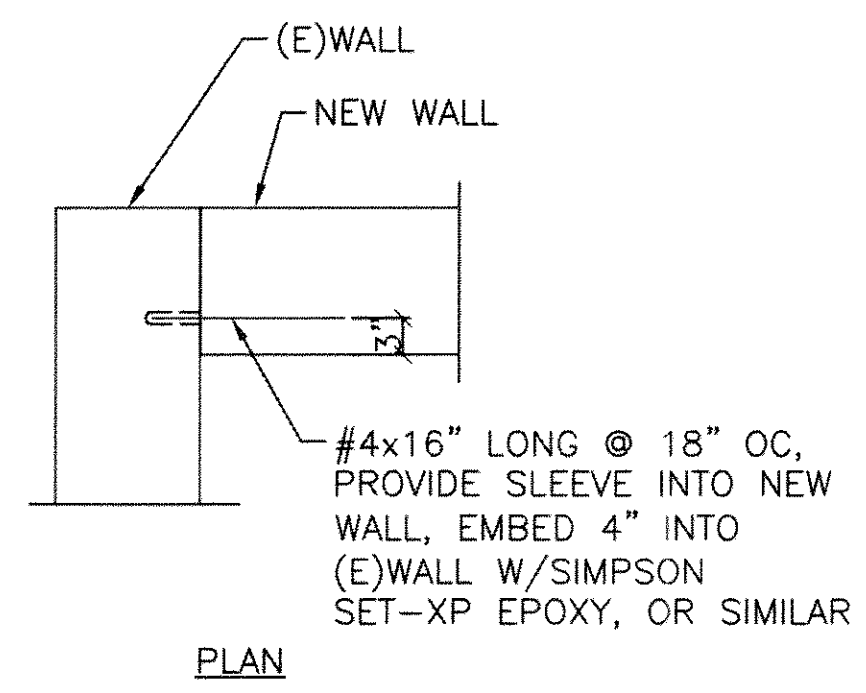 (E)WALL
NEW WALL
3"
#4x16" LONG @ 18" OC,
PROVIDE SLEEVE INTO NEW
WALL, EMBED 4" INTO
(E)WALL W/SIMPSON
SET-XP EPOXY, OR SIMILAR
PLAN